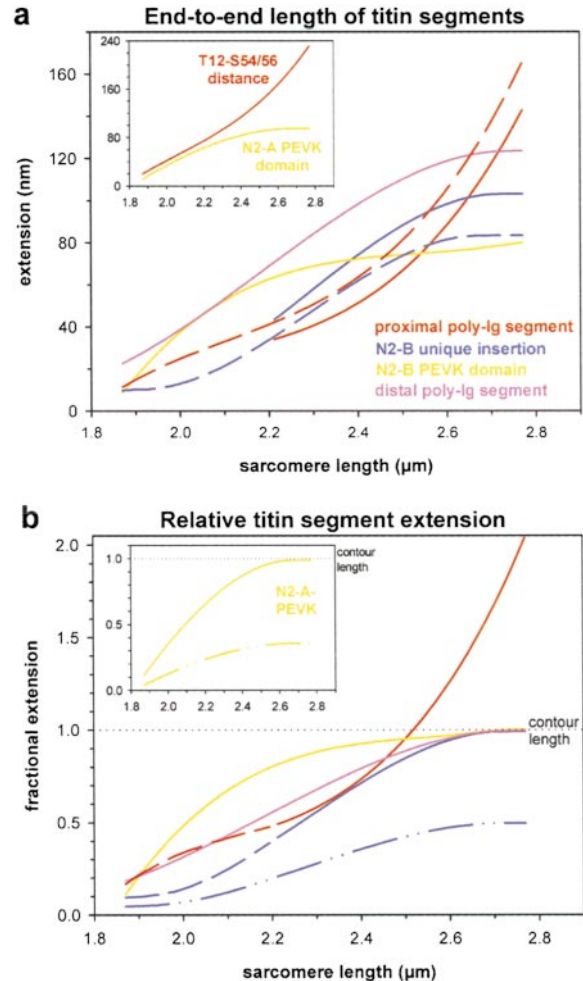 a
End-to-end length of titin segments
240
160
80
0
T12-S54/56
distance
N2-A PEVK
domain
1.8 2.0 2.2 2.4 2.6 2.8
160
120
80
40
0
extension (nm)
proximal poly-Ig segment
N2-B unique insertion
N2-B PEVK domain
distal poly-Ig segment
1.8 2.0 2.2 2.4 2.6 2.8
sarcomere length (µm)
b
Relative titin segment extension
2.0
1.5
1.0
0.5
0.0
fractional extension
1.0
0.5
0.0
contour
length
N2-A-
PEVK
1.8 2.0 2.2 2.4 2.6 2.8
contour
length
1.8 2.0 2.2 2.4 2.6 2.8
sarcomere length (µm)